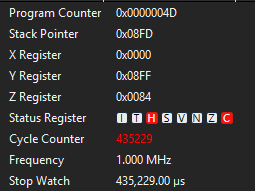 Program Counter 0x0000004D
Stack Pointer 0x08FD
X Register 0x0000
Y Register 0x08FF
Z Register 0x0084
Status Register I T H S V N Z C
Cycle Counter 435229
Frequency 1.000 MHz
Stop Watch 435,229.00 µs